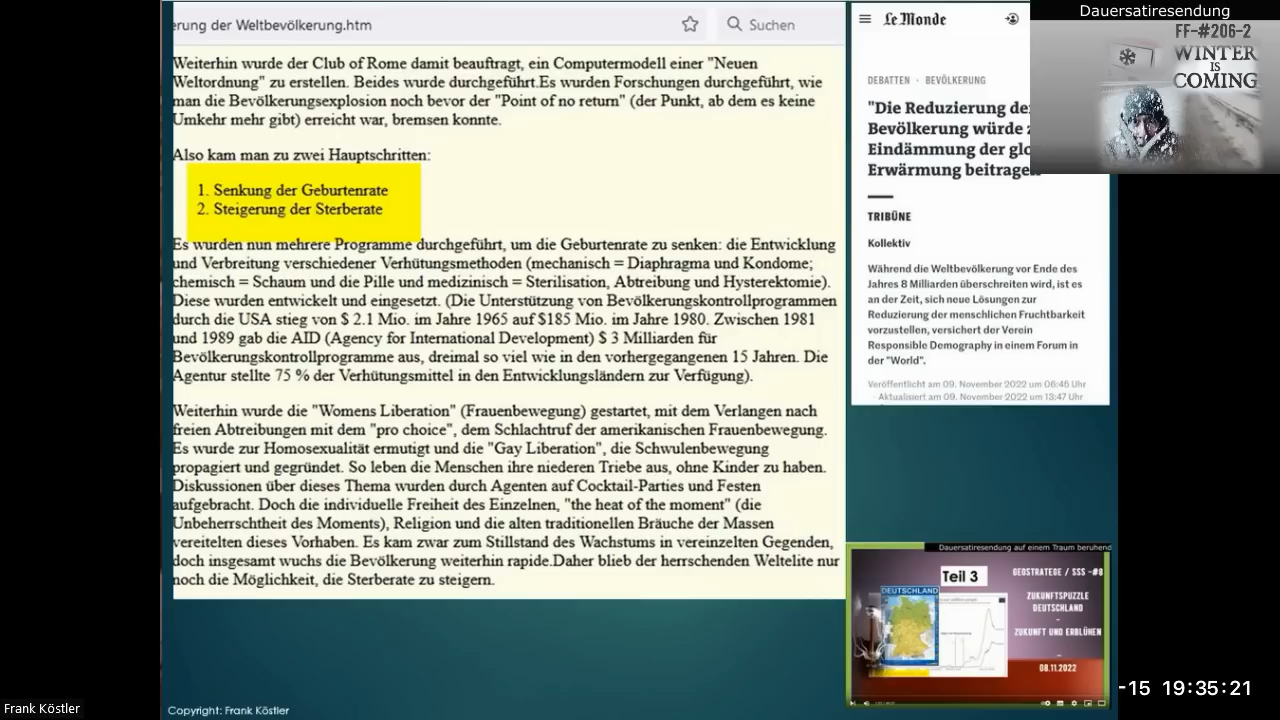 erung der Weltbevölkerung.htm
Suchen
Weiterhin wurde der Club of Rome damit beauftragt, ein Computermodell einer "Neuen
Weltordnung" zu erstellen. Beides wurde durchgeführt.Es wurden Forschungen durchgeführt, wie
man die Bevölkerungsexplosion noch bevor der "Point of no return" (der Punkt, ab dem es keine
Umkehr mehr gibt) erreicht war, bremsen konnte.
Also kam man zu zwei Hauptschritten:
1. Senkung der Geburtenrate
2. Steigerung der Sterberate
Es wurden nun mehrere Programme durchgeführt, um die Geburtenrate zu senken: die Entwicklung
und Verbreitung verschiedener Verhütungsmethoden (mechanisch = Diaphragma und Kondome;
chemisch = Schaum und die Pille und medizinisch = Sterilisation, Abtreibung und Hysterektomie).
Diese wurden entwickelt und eingesetzt. (Die Unterstützung von Bevölkerungskontrollprogrammen
durch die USA stieg von $ 2.1 Mio. im Jahre 1965 auf $185 Mio. im Jahre 1980. Zwischen 1981
und 1989 gab die AID (Agency for International Development) $ 3 Milliarden für
Bevölkerungskontrollprogramme aus, dreimal so viel wie in den vorhergegangenen 15 Jahren. Die
Agentur stellte 75 % der Verhütungsmittel in den Entwicklungsländern zur Verfügung).
Weiterhin wurde die "Womens Liberation" (Frauenbewegung) gestartet, mit dem Verlangen nach
freien Abtreibungen mit dem "pro choice", dem Schlachtruf der amerikanischen Frauenbewegung.
Es wurde zur Homosexualität ermutigt und die "Gay Liberation", die Schwulenbewegung
propagiert und gegründet. So leben die Menschen ihre niederen Triebe aus, ohne Kinder zu haben.
Diskussionen über dieses Thema wurden durch Agenten auf Cocktail-Parties und Festen
aufgebracht. Doch die individuelle Freiheit des Einzelnen, "the heat of the moment" (die
Unbeherrschtheit des Moments), Religion und die alten traditionellen Bräuche der Massen
vereitelten dieses Vorhaben. Es kam zwar zum Stillstand des Wachstums in vereinzelten Gegenden,
doch insgesamt wuchs die Bevölkerung weiterhin rapide.Daher blieb der herrschenden Weltelite nur
noch die Möglichkeit, die Sterberate zu steigern.
Le Monde
DEBATTEN · BEVÖLKERUNG
"Die Reduzierung de
Bevölkerung würde
Eindämmung der glo
Erwärmung beitragen
TRIBÜNE
Kollektiv
Während die Weltbevölkerung vor Ende des
Jahres 8 Milliarden überschreiten wird, ist es
an der Zeit, sich neue Lösungen zur
Reduzierung der menschlichen Fruchtbarkeit
vorzustellen, versichert der Verein
Responsible Demography in einem Forum in
der "World".
Veröffentlicht am 09. November 2022 um 06:46 Uhr
- Aktualisiert am 09. November 2022 um 13:47 Uhr
Dauersatiresendung
FF-#206-2
WINTER
IS
COMING
Dauersatiresendung auf einem Traum beruhend
Teil 3
DEUTSCHLAND
GEOSTRATEGE / SSS -#8
ZUKUNFTSPUZZLE
DEUTSCHLAND
-
ZUKUNFT UND ERBLÜHEN
-
08.11.2022
-15 19:35:21
Frank Köstler
Copyright: Frank Köstler